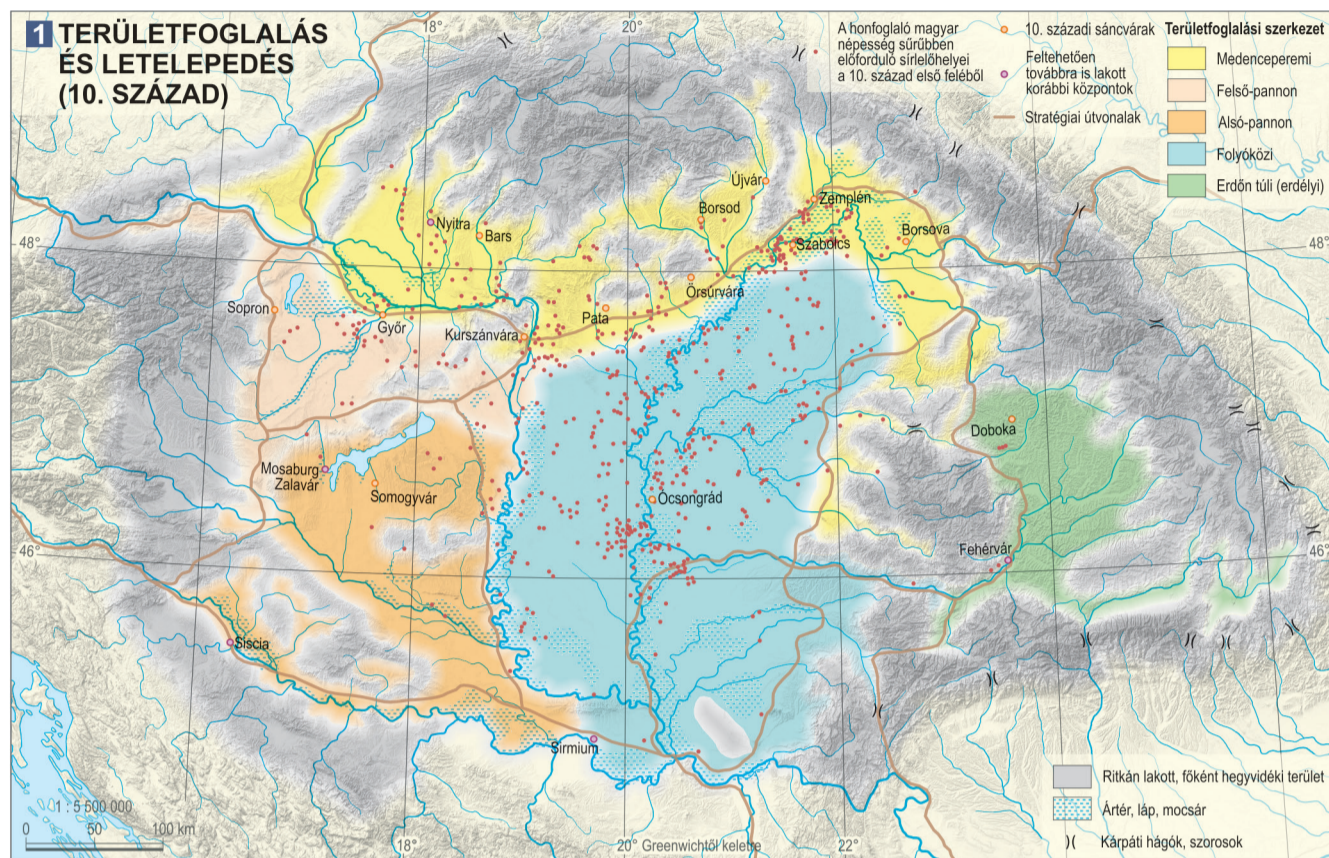 1 TERÜLETFOGLALÁS
ÉS LETELEPEDÉS
(10. SZÁZAD)
18°
20°
A honfoglaló magyar
népesség sűrűbben
előforduló sírlelőhelyei
a 10. század első feléből
10. századi sáncvárak
Feltehetően
továbbra is lakott
korábbi központok
Stratégiai útvonalak
Területfoglalási szerkezet
Medenceperemi
Felső-pannon
Alsó-pannon
Folyóközi
Erdőn túli (erdélyi)
Újvár
Zemplén
Borsod
Nyitra
Bars
Szabolcs
Borsova
48°
48°
Örsúrvára
Sopron
Győr
Pata
Kurszánvára
Doboka
Mosaburg
Zalavár
Somogyvár
Ócsongrád
46°
Fehérvár
46°
Siscia
Sirmium
Ritkán lakott, főként hegyvidéki terület
Ártér, láp, mocsár
Kárpáti hágók, szorosok
1 : 5 500 000
0 50 100 km
18°
20°
Greenwichtől keletre
22°